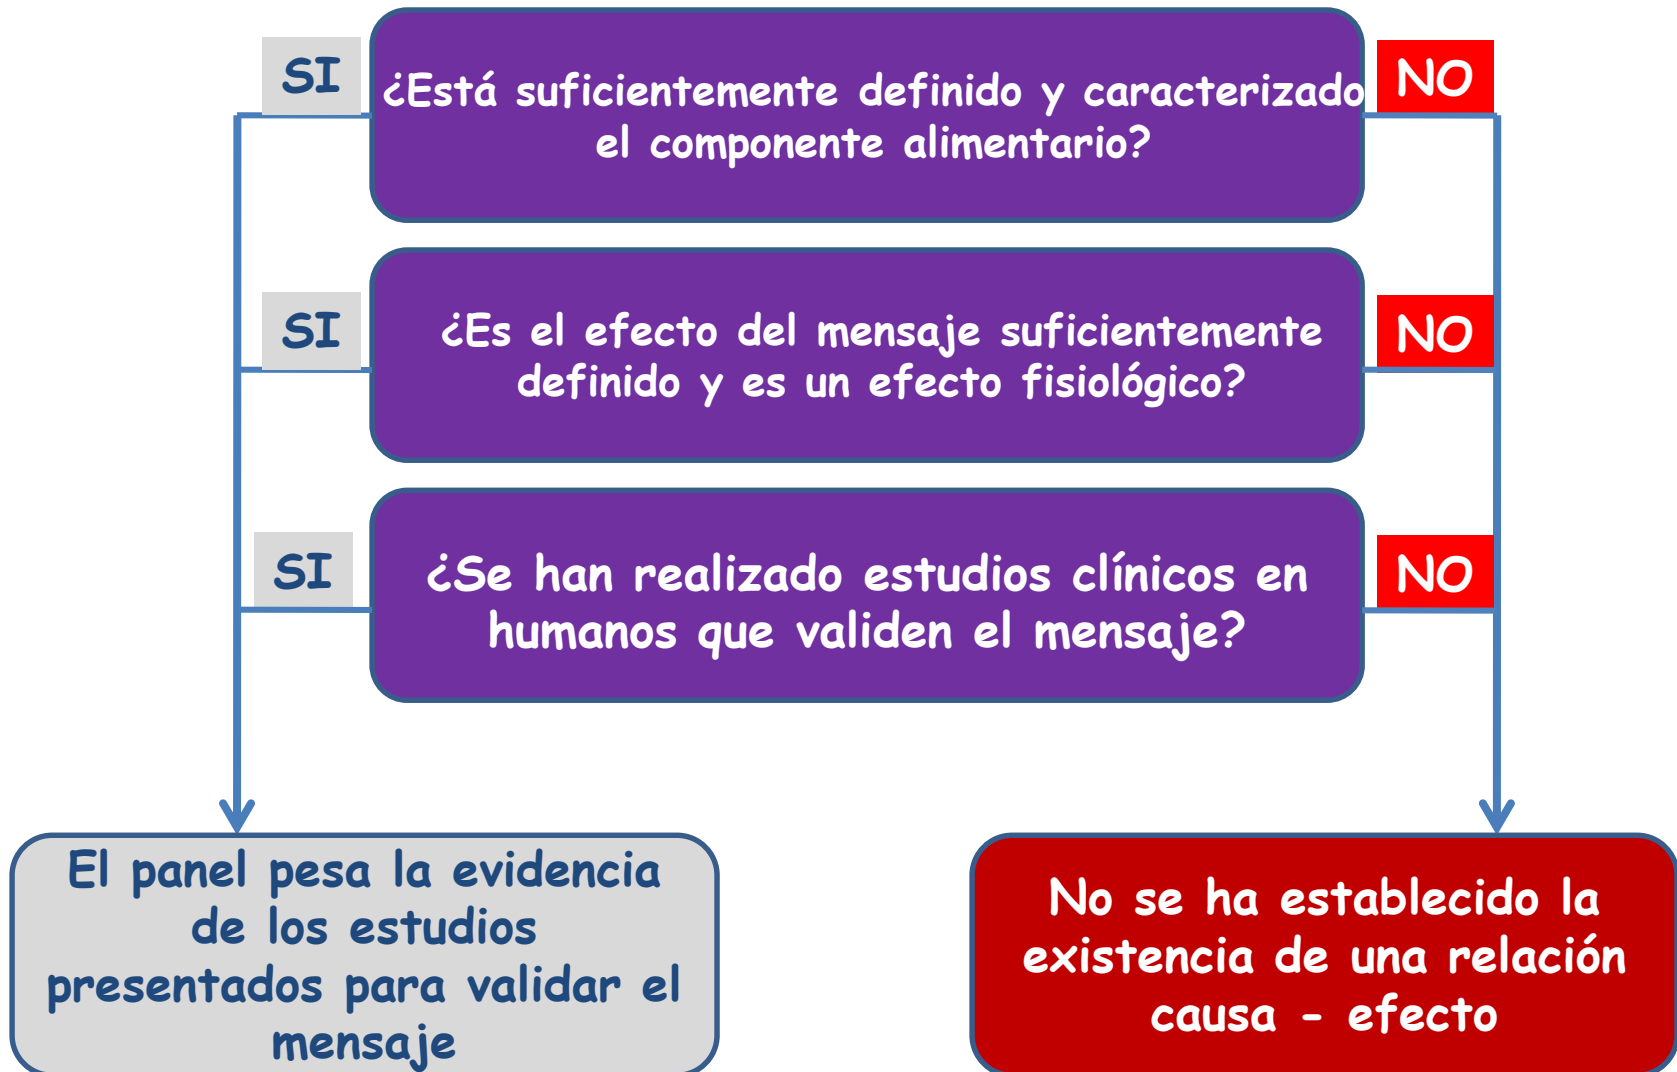 SI
¿Está suficientemente definido y caracterizado
el componente alimentario?
NO
SI
¿Es el efecto del mensaje suficientemente
definido y es un efecto fisiológico?
NO
SI
¿Se han realizado estudios clínicos en
humanos que validen el mensaje?
NO
El panel pesa la evidencia
de los estudios
presentados para validar el
mensaje
No se ha establecido la
existencia de una relación
causa - efecto